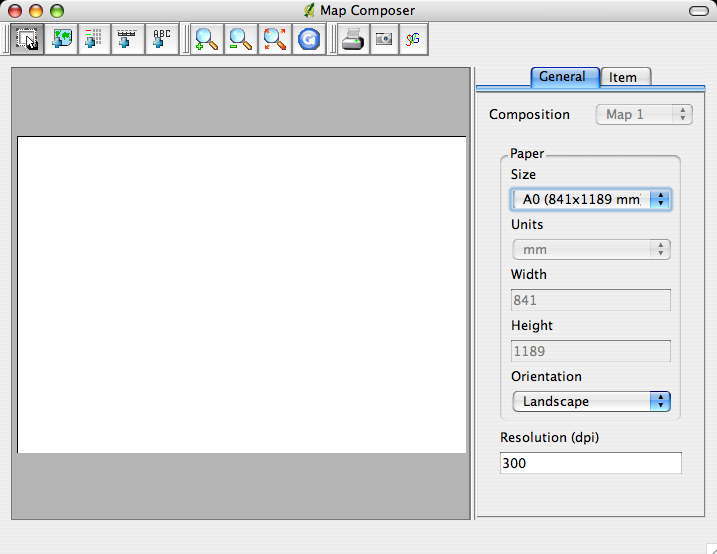 Map Composer
ABC
General
Item
Composition
Map 1
Paper
Size
A0 (841x1189 mm
Units
mm
Width
841
Height
1189
Orientation
Landscape
Resolution (dpi)
300